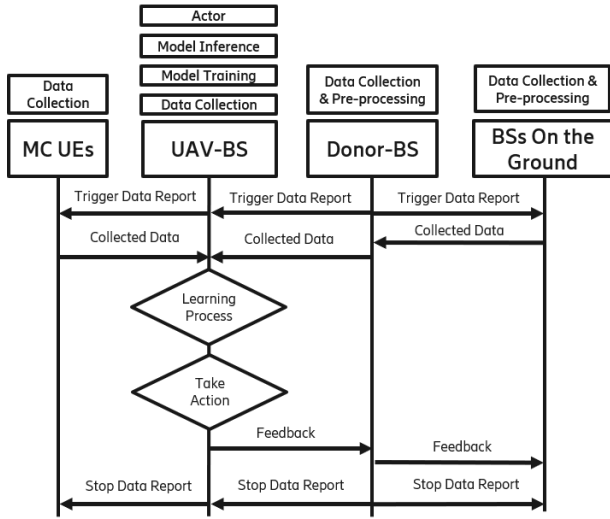 Actor
Model Inference
Model Training
Data Collection
Data
Collection
Data Collection
& Pre-processing
Data Collection &
Pre-processing
MC UEs
UAV-BS
Donor-BS
BSs On the
Ground
Trigger Data Report
Trigger Data Report
Trigger Data Report
Collected Data
Collected Data
Collected Data
Learning
Process
Take
Action
Feedback
Feedback
Stop Data Report
Stop Data Report
Stop Data Report